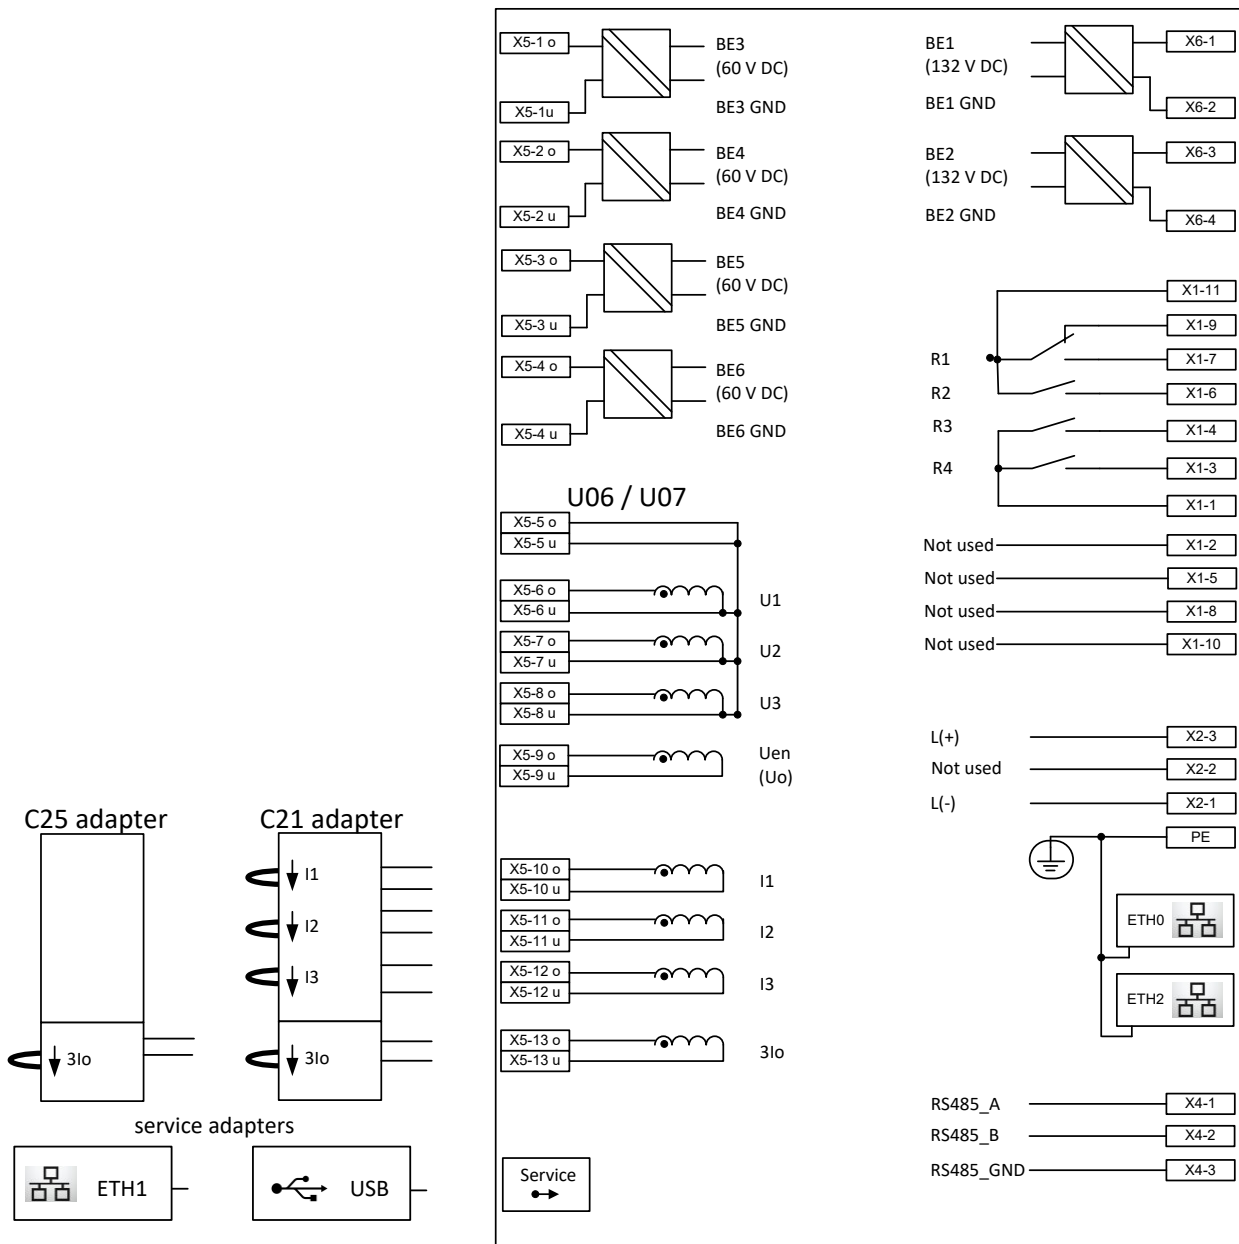 X5-1 o
BE3
(60 V DC)
X5-1u
BE3 GND
X5-2 o
BE4
(60 V DC)
X5-2 u
BE4 GND
X5-3 o
BE5
(60 V DC)
X5-3 u
BE5 GND
X5-4 o
BE6
(60 V DC)
X5-4 u
BE6 GND
U06 / U07
X5-5 o
X5-5 u
X5-6 o
X5-6 u
U1
X5-7 o
X5-7 u
U2
X5-8 o
X5-8 u
U3
X5-9 o
X5-9 u
Uen
(Uo)
X5-10 o
X5-10 u
I1
X5-11 o
X5-11 u
I2
X5-12 o
X5-12 u
I3
X5-13 o
X5-13 u
3Io
Service
BE1
(132 V DC)
BE1 GND
X6-1
X6-2
BE2
(132 V DC)
BE2 GND
X6-3
X6-4
X1-11
X1-9
R1
X1-7
R2
X1-6
R3
X1-4
R4
X1-3
X1-1
Not used
X1-2
Not used
X1-5
Not used
X1-8
Not used
X1-10
L(+)
X2-3
Not used
X2-2
L(-)
X2-1
PE
ETH0
ETH2
RS485_A
X4-1
RS485_B
X4-2
RS485_GND
X4-3
C25 adapter
3Io
C21 adapter
I1
I2
I3
3Io
service adapters
ETH1
USB